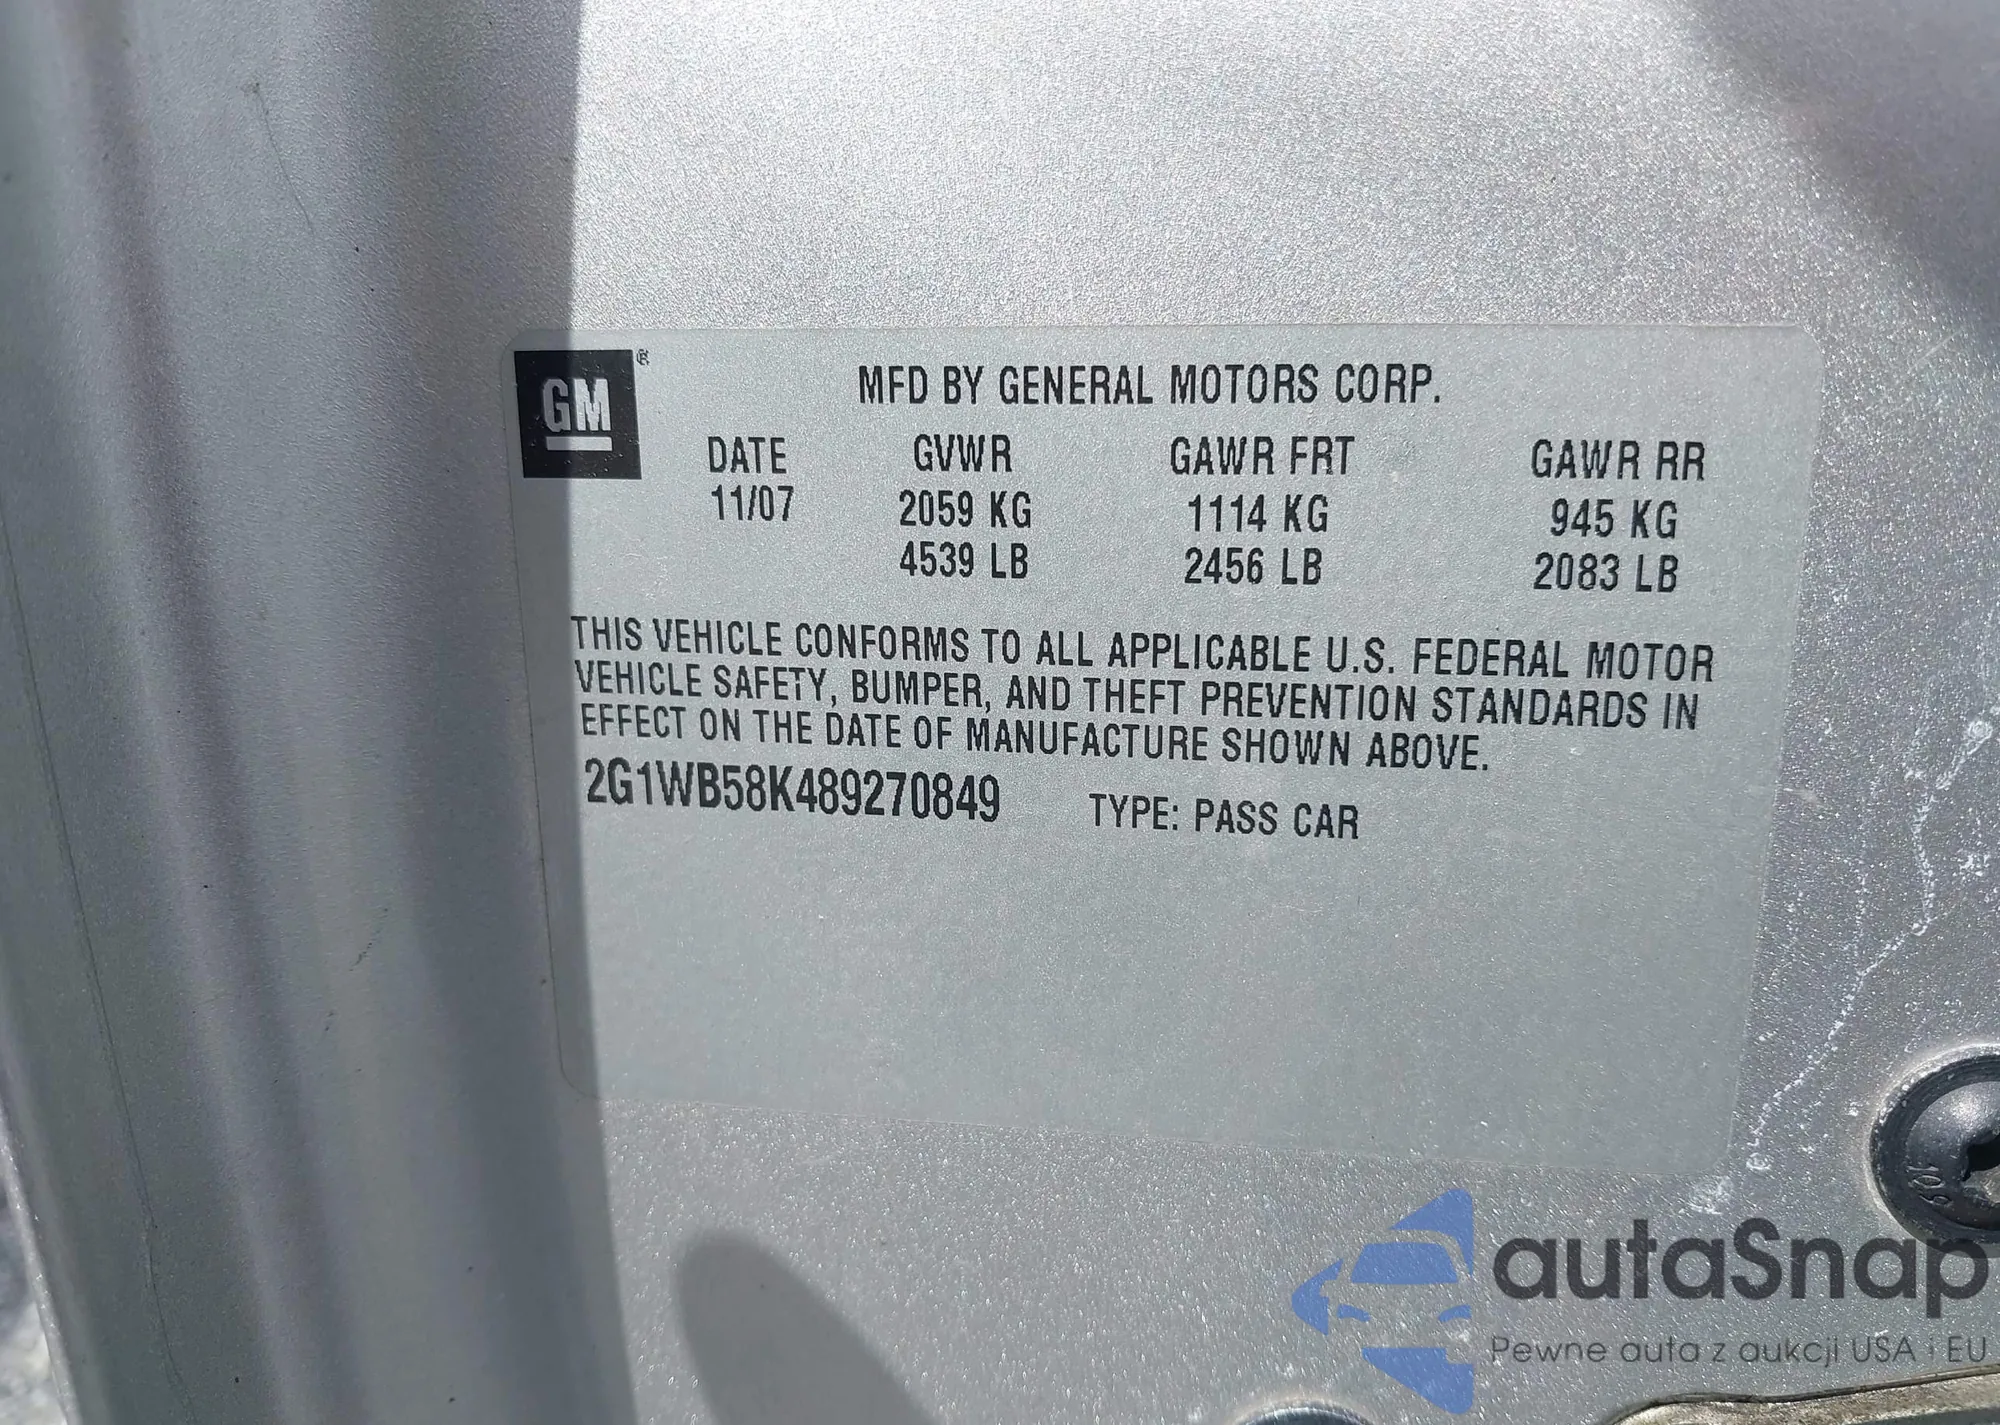 GM ®
MFD BY GENERAL MOTORS CORP.
DATE GVWR GAWR FRT GAWR RR
11/07 2059 KG 1114 KG 945 KG
4539 LB 2456 LB 2083 LB
THIS VEHICLE CONFORMS TO ALL APPLICABLE U.S. FEDERAL MOTOR
VEHICLE SAFETY, BUMPER, AND THEFT PREVENTION STANDARDS IN
EFFECT ON THE DATE OF MANUFACTURE SHOWN ABOVE.
2G1WB58K489270849 TYPE: PASS CAR
autaSnap
Pewne auta z aukcji USA i EU